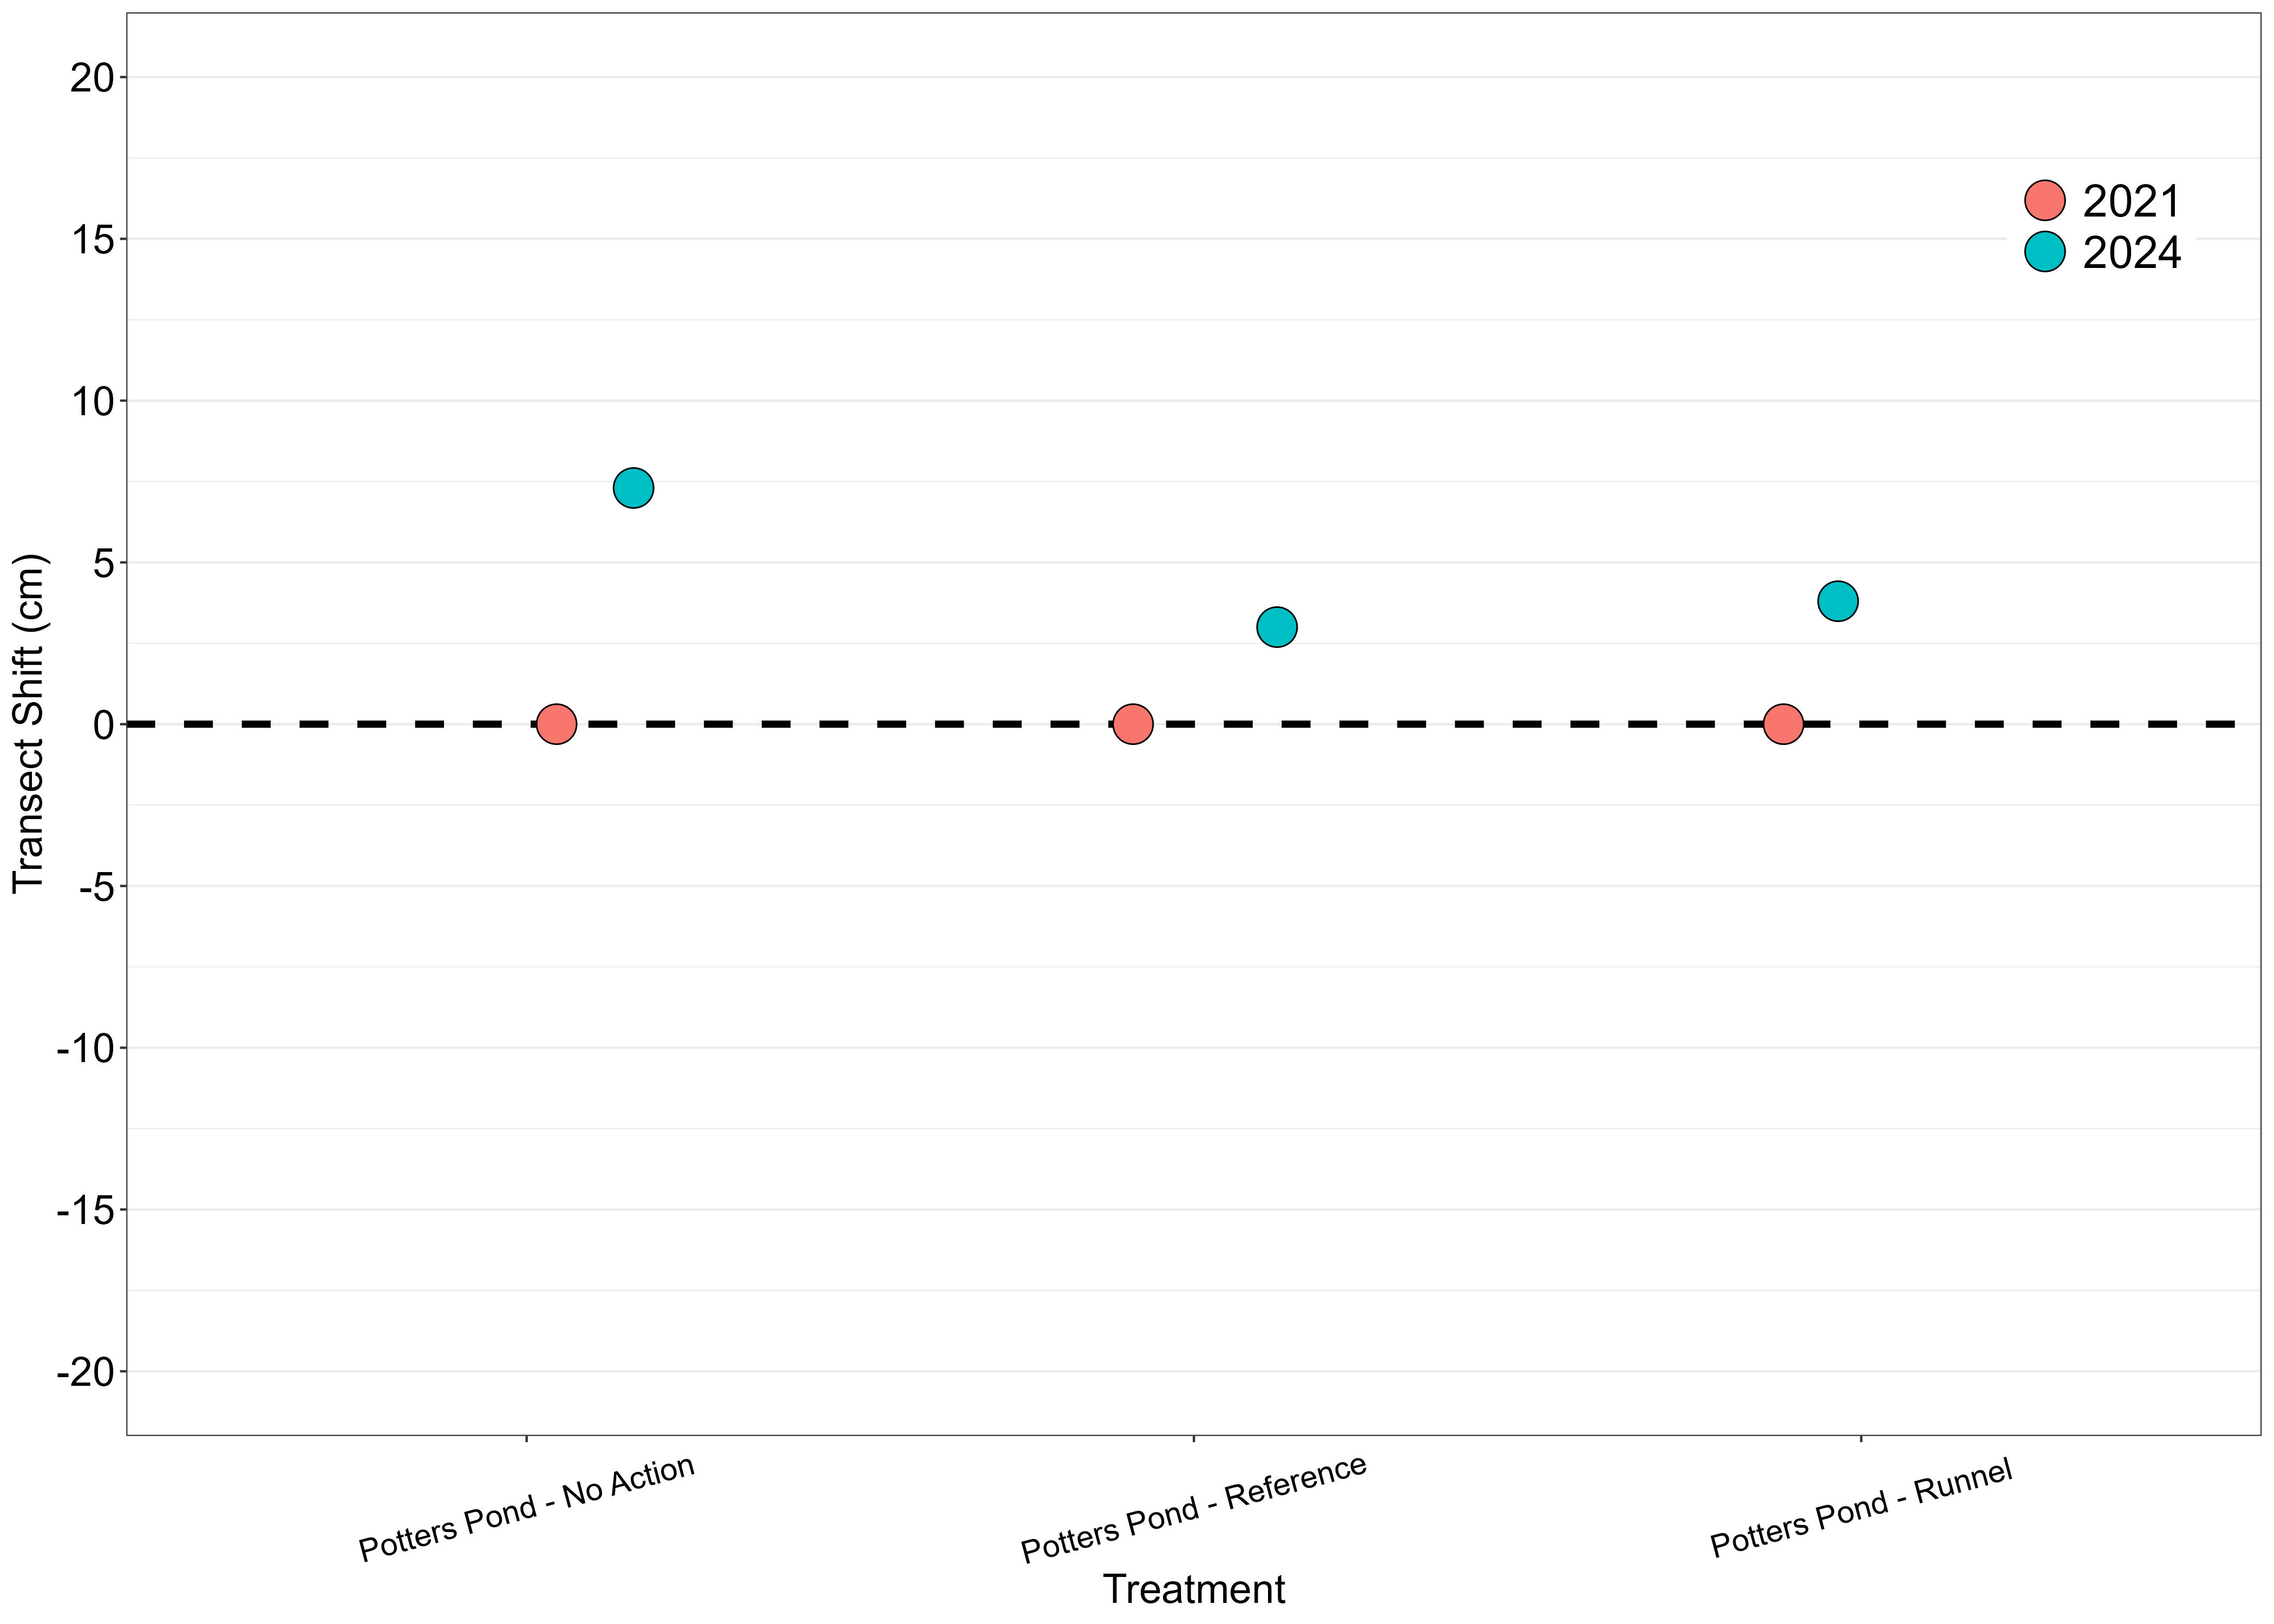 Transect Shift (cm)
20
15
10
5
0
-5
-10
-15
-20
2021
2024
Potters Pond - No Action
Potters Pond - Reference
Potters Pond - Runnel
Treatment